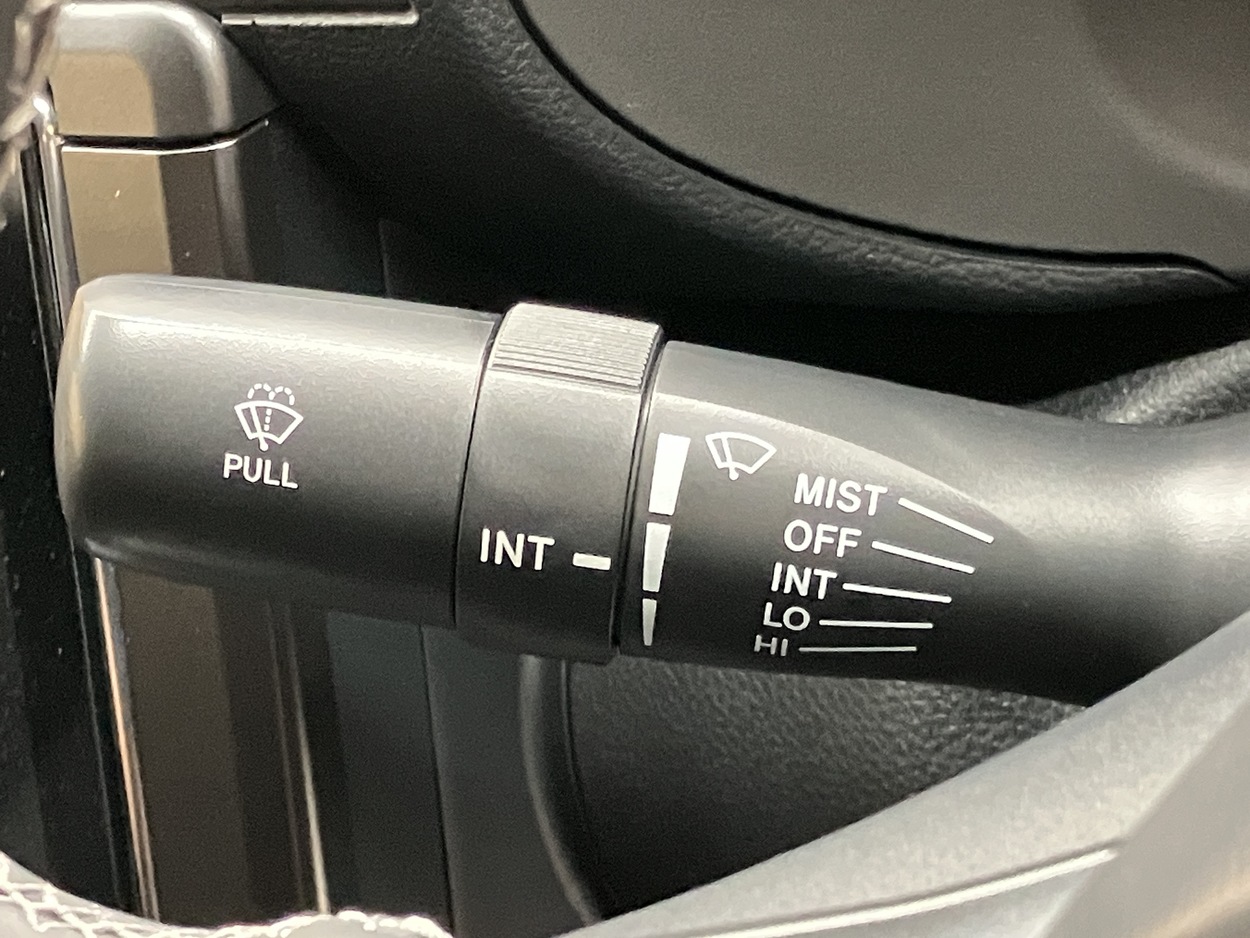 PULL
INT
MIST
OFF
INT
LO
HI